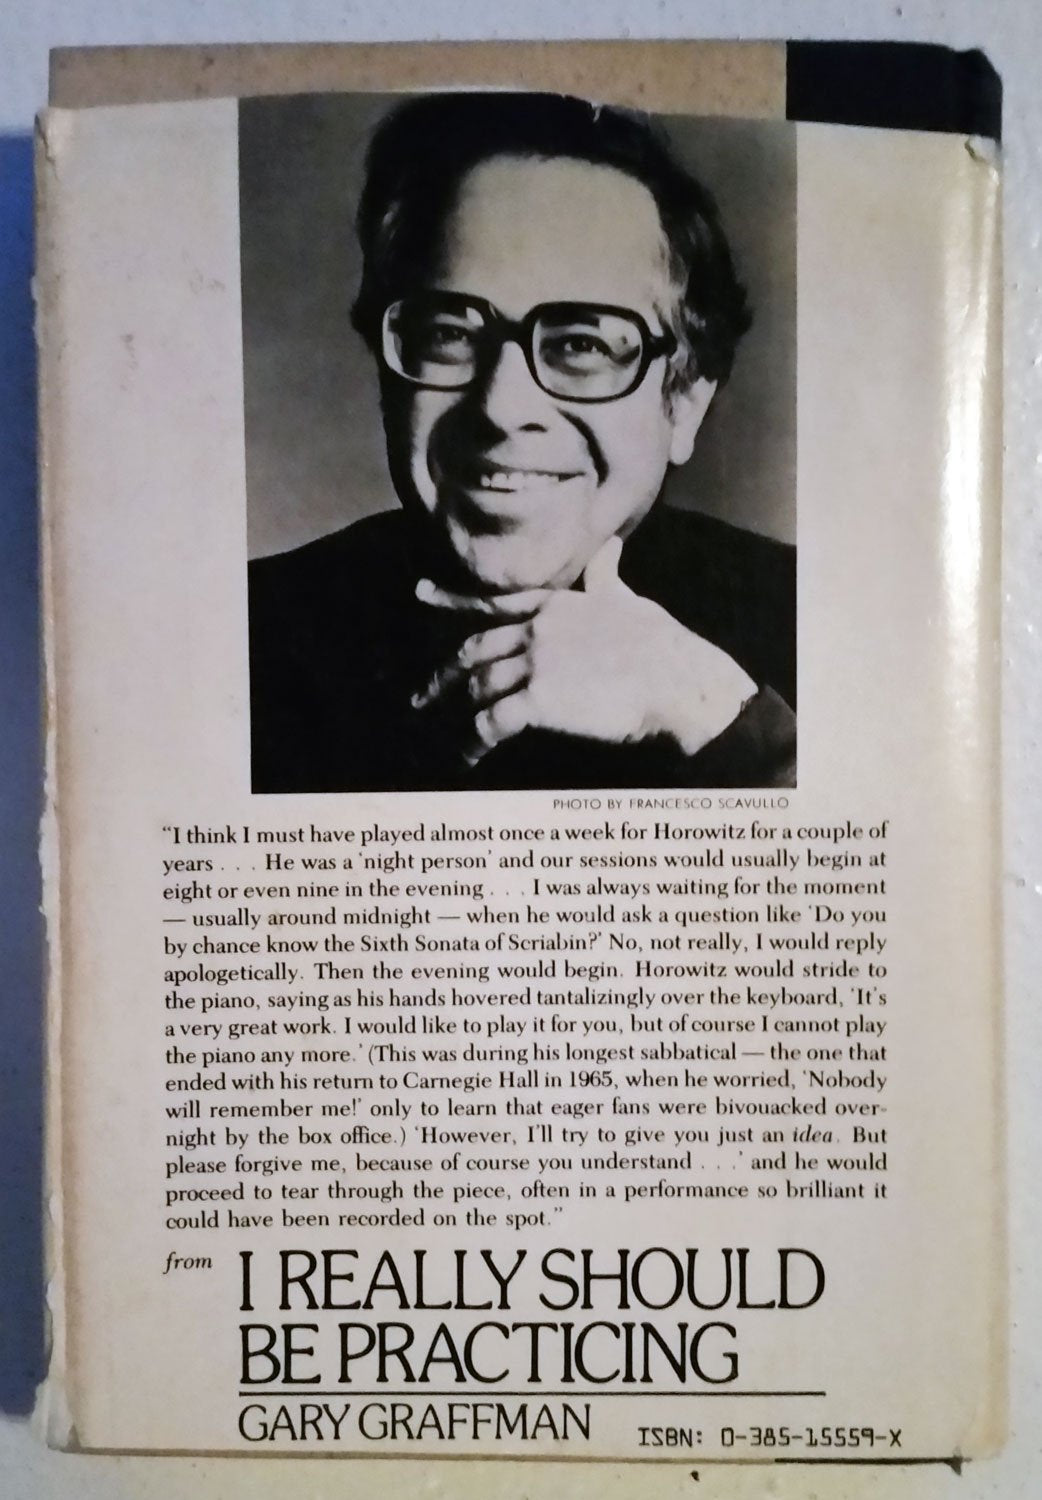 PHOTO BY FRANCESCO SCAVULLO
"I think I must have played almost once a week for Horowitz for a couple of
years . . . He was a 'night person' and our sessions would usually begin at
eight or even nine in the evening . . . I was always waiting for the moment
— usually around midnight — when he would ask a question like 'Do you
by chance know the Sixth Sonata of Scriabin?' No, not really, I would reply
apologetically. Then the evening would begin. Horowitz would stride to
the piano, saying as his hands hovered tantalizingly over the keyboard, 'It's
a very great work. I would like to play it for you, but of course I cannot play
the piano any more.' (This was during his longest sabbatical — the one that
ended with his return to Carnegie Hall in 1965, when he worried, 'Nobody
will remember me!' only to learn that eager fans were bivouacked over-
night by the box office.) 'However, I'll try to give you just an idea. But
please forgive me, because of course you understand . . .' and he would
proceed to tear through the piece, often in a performance so brilliant it
could have been recorded on the spot."
from I REALLY SHOULD
BE PRACTICING
GARY GRAFFMAN
ISBN: 0-385-15559-X